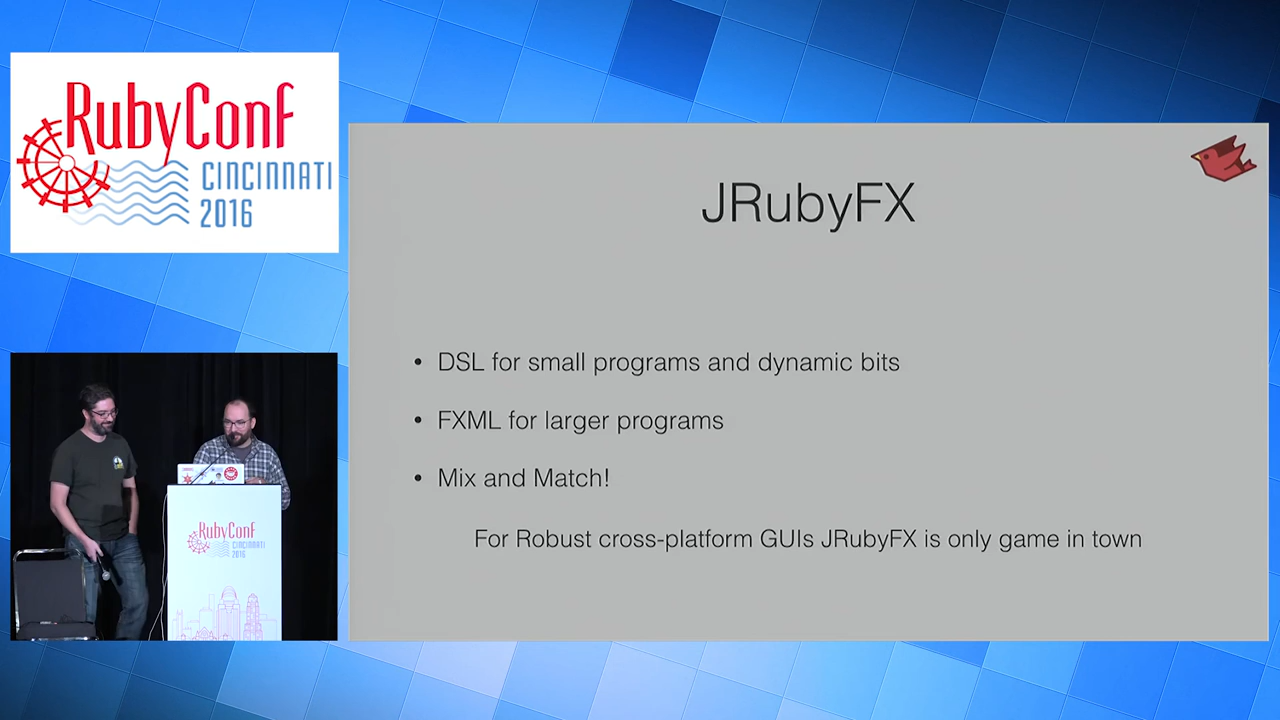 RubyConf
CINCINNATI
2016
JRubyFX
• DSL for small programs and dynamic bits
• FXML for larger programs
• Mix and Match!
For Robust cross-platform GUIs JRubyFX is only game in town
RubyConf
CINCINNATI
2016